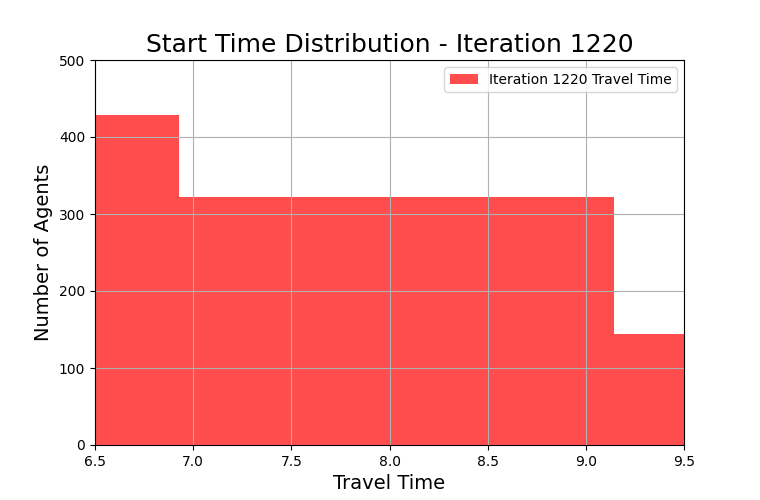 Start Time Distribution - Iteration 1220
Iteration 1220 Travel Time
Number of Agents
500
400
300
200
100
0
6.5 7.0 7.5 8.0 8.5 9.0 9.5
Travel Time